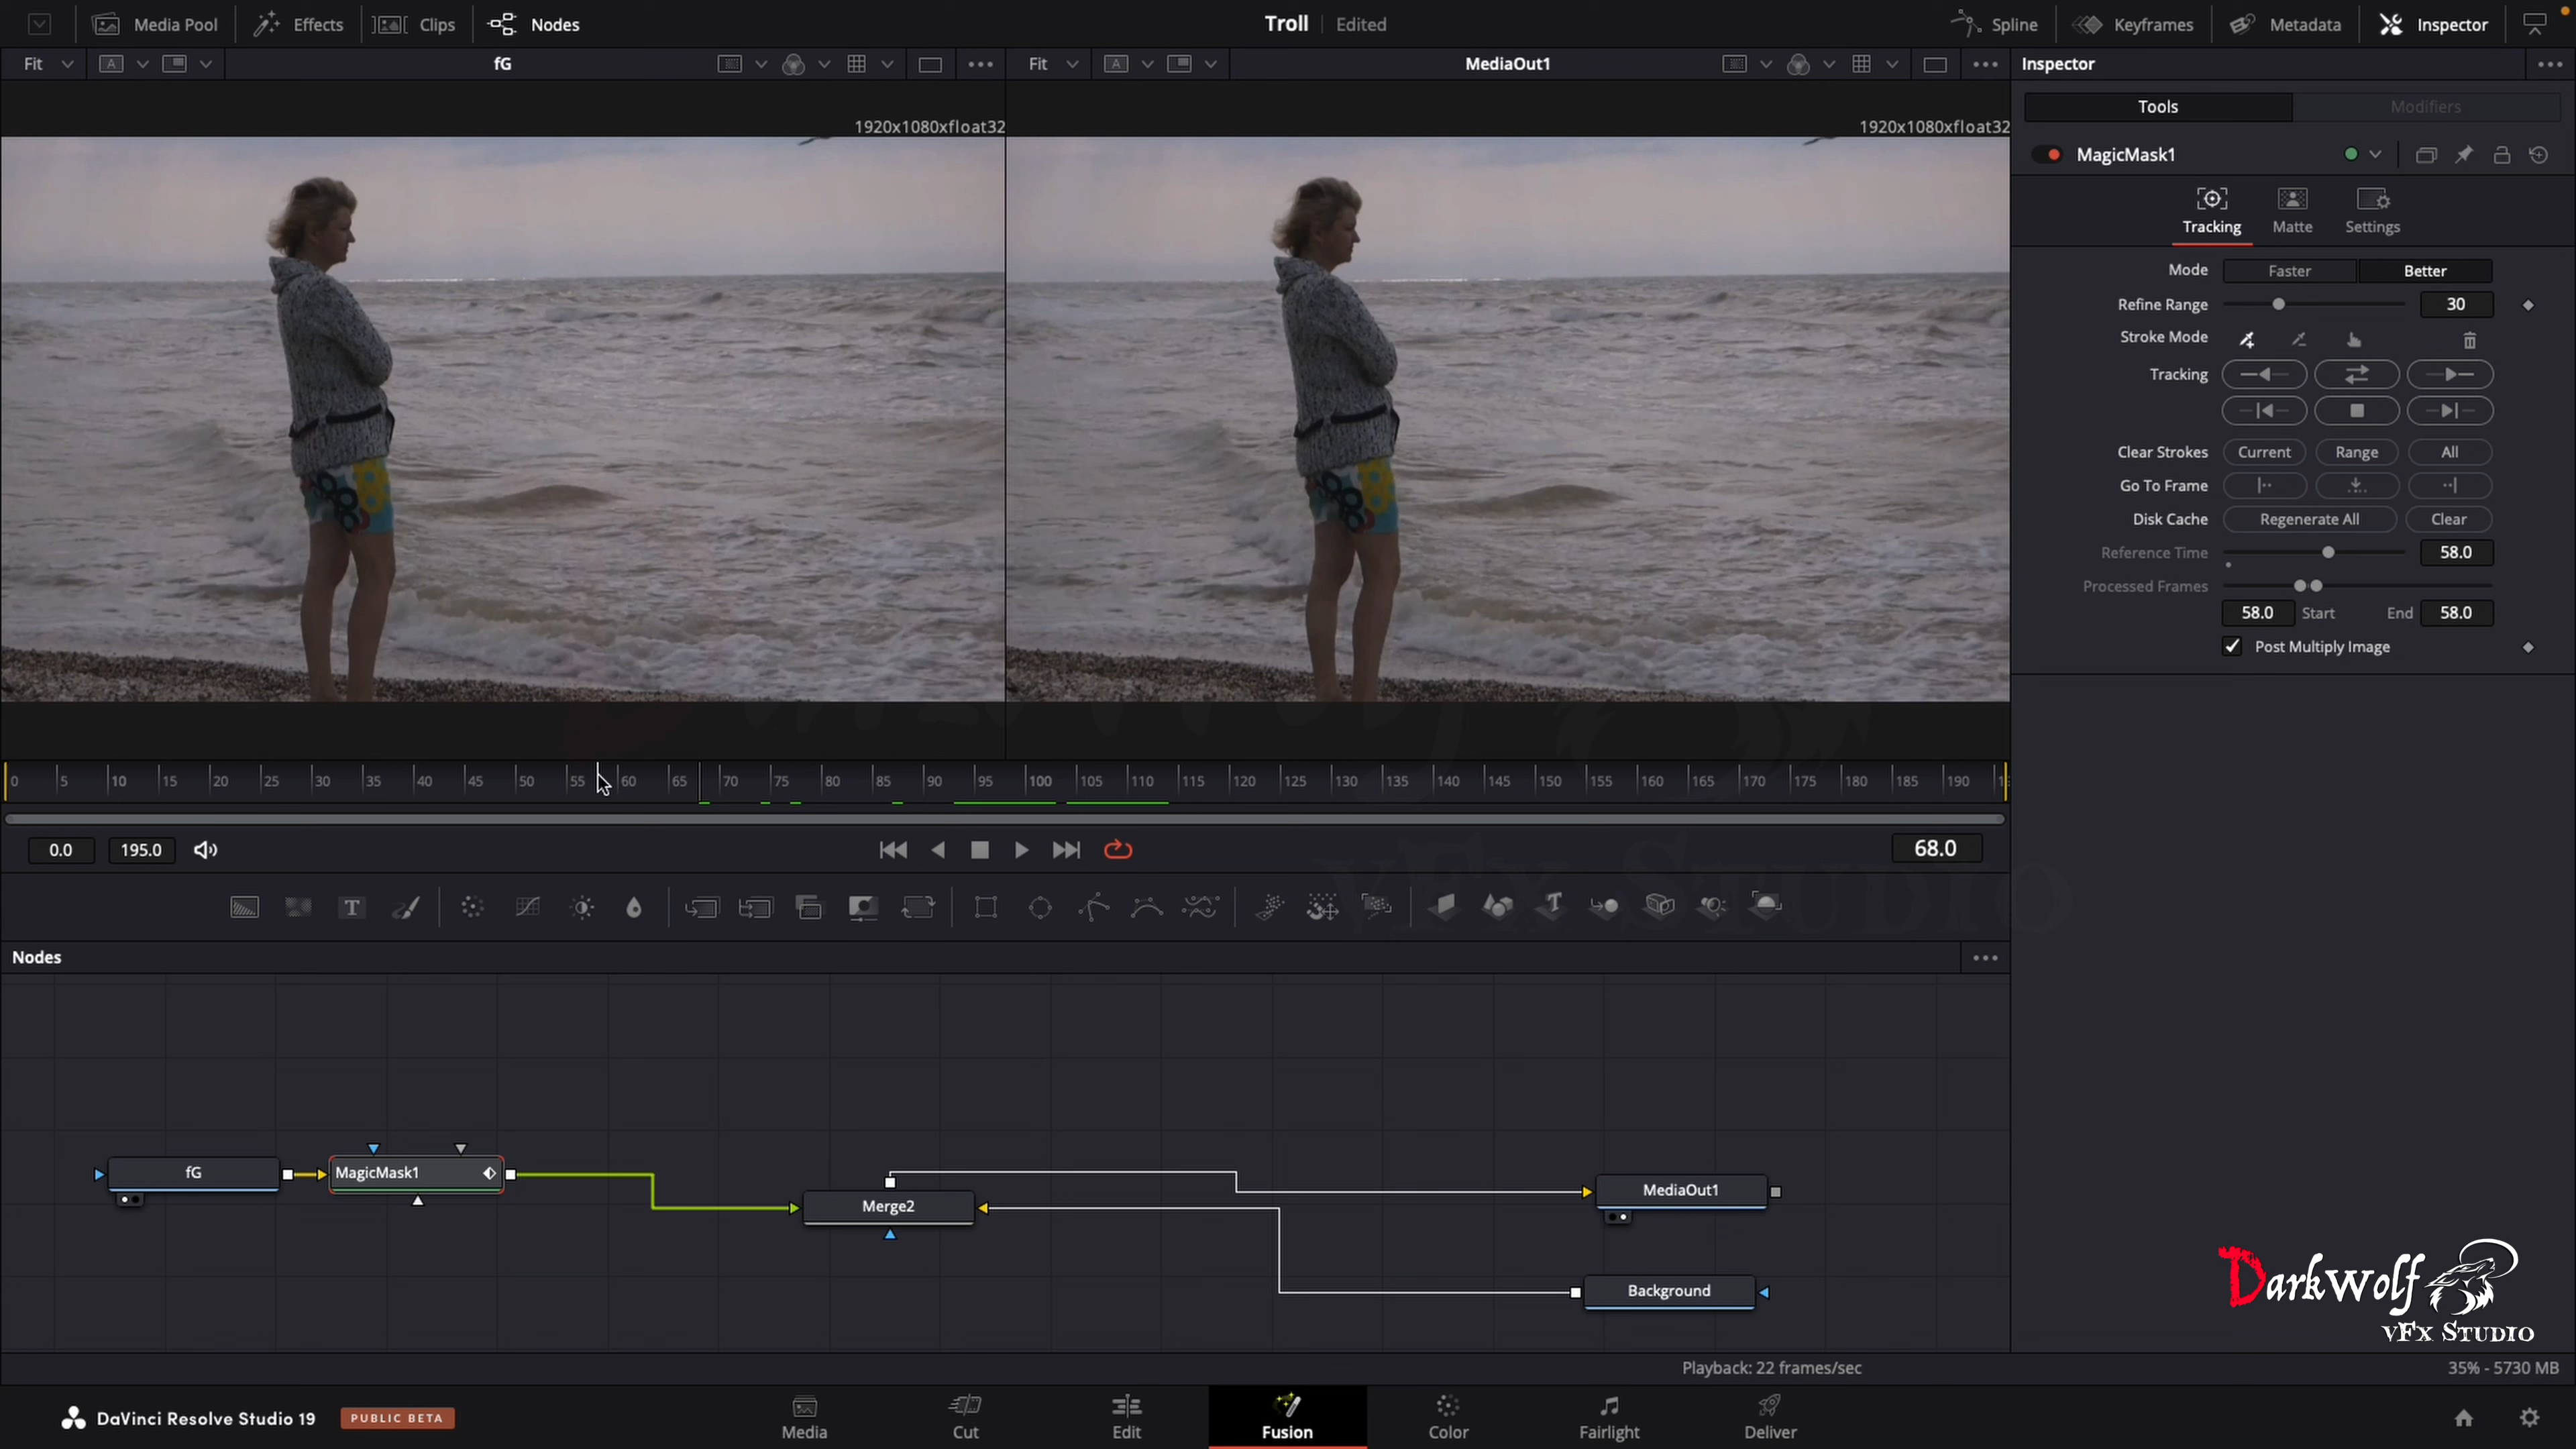 Media Pool Effects Clips Nodes Troll Edited Spline Keyframes Metadata Inspector
Fit A fG Fit A MediaOut1 Inspector
Tools Modifiers
1920x1080xfloat32 1920x1080xfloat32
MagicMask1
Tracking Matte Settings
Mode Faster Better
Refine Range 30
Stroke Mode
Tracking
Clear Strokes Current Range All
Go To Frame
Disk Cache Regenerate All Clear
Reference Time 58.0
Processed Frames
58.0 Start End 58.0
Post Multiply Image
0 5 10 15 20 25 30 35 40 45 50 55 60 65 70 75 80 85 90 95 100 105 110 115 120 125 130 135 140 145 150 155 160 165 170 175 180 185 190
0.0 195.0 68.0
T T
vFx Studio
Nodes
fG MagicMask1 Merge2 MediaOut1
Background
DarkWolf
vFx Studio
Playback: 22 frames/sec 35% - 5730 MB
DaVinci Resolve Studio 19 PUBLIC BETA Media Cut Edit Fusion Color Fairlight Deliver